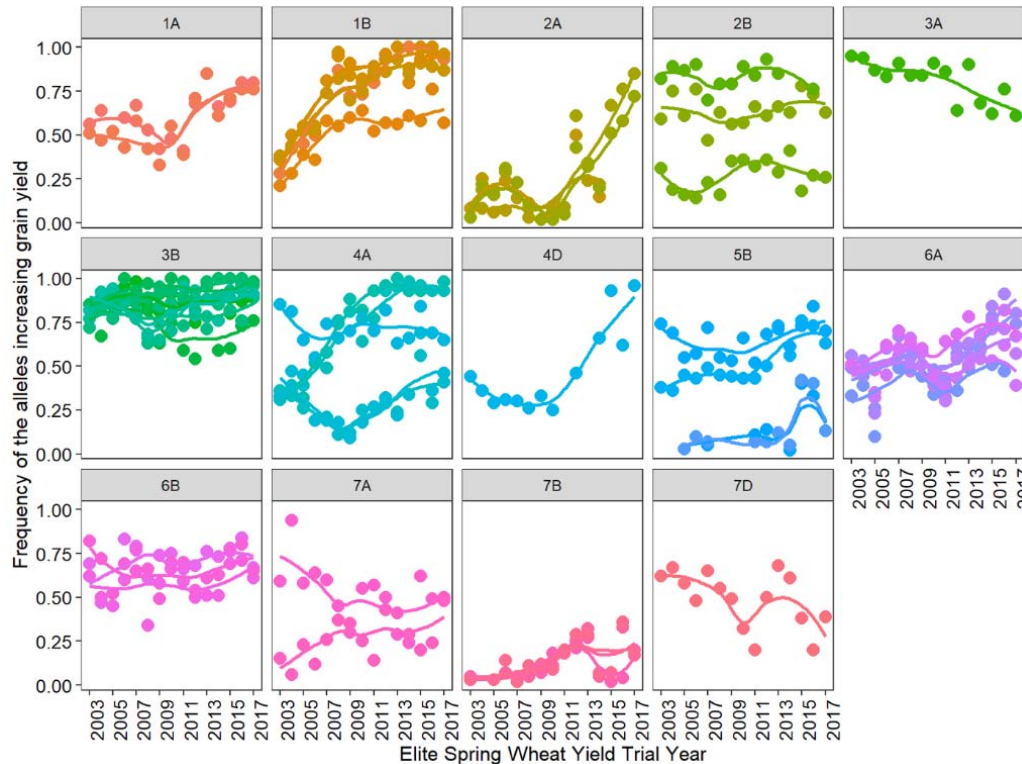 1A 1B 2A 2B 3A
1.00
0.75
0.50
0.25
0.00
3B 4A 4D 5B 6A
1.00
0.75
0.50
0.25
0.00
2003 2005 2007 2009 2011 2013 2015 2017
6B 7A 7B 7D
1.00
0.75
0.50
0.25
0.00
2003 2005 2007 2009 2011 2013 2015 2017 2003 2005 2007 2009 2011 2013 2015 2017 2003 2005 2007 2009 2011 2013 2015 2017 2003 2005 2007 2009 2011 2013 2015 2017
Frequency of the alleles increasing grain yield
Elite Spring Wheat Yield Trial Year